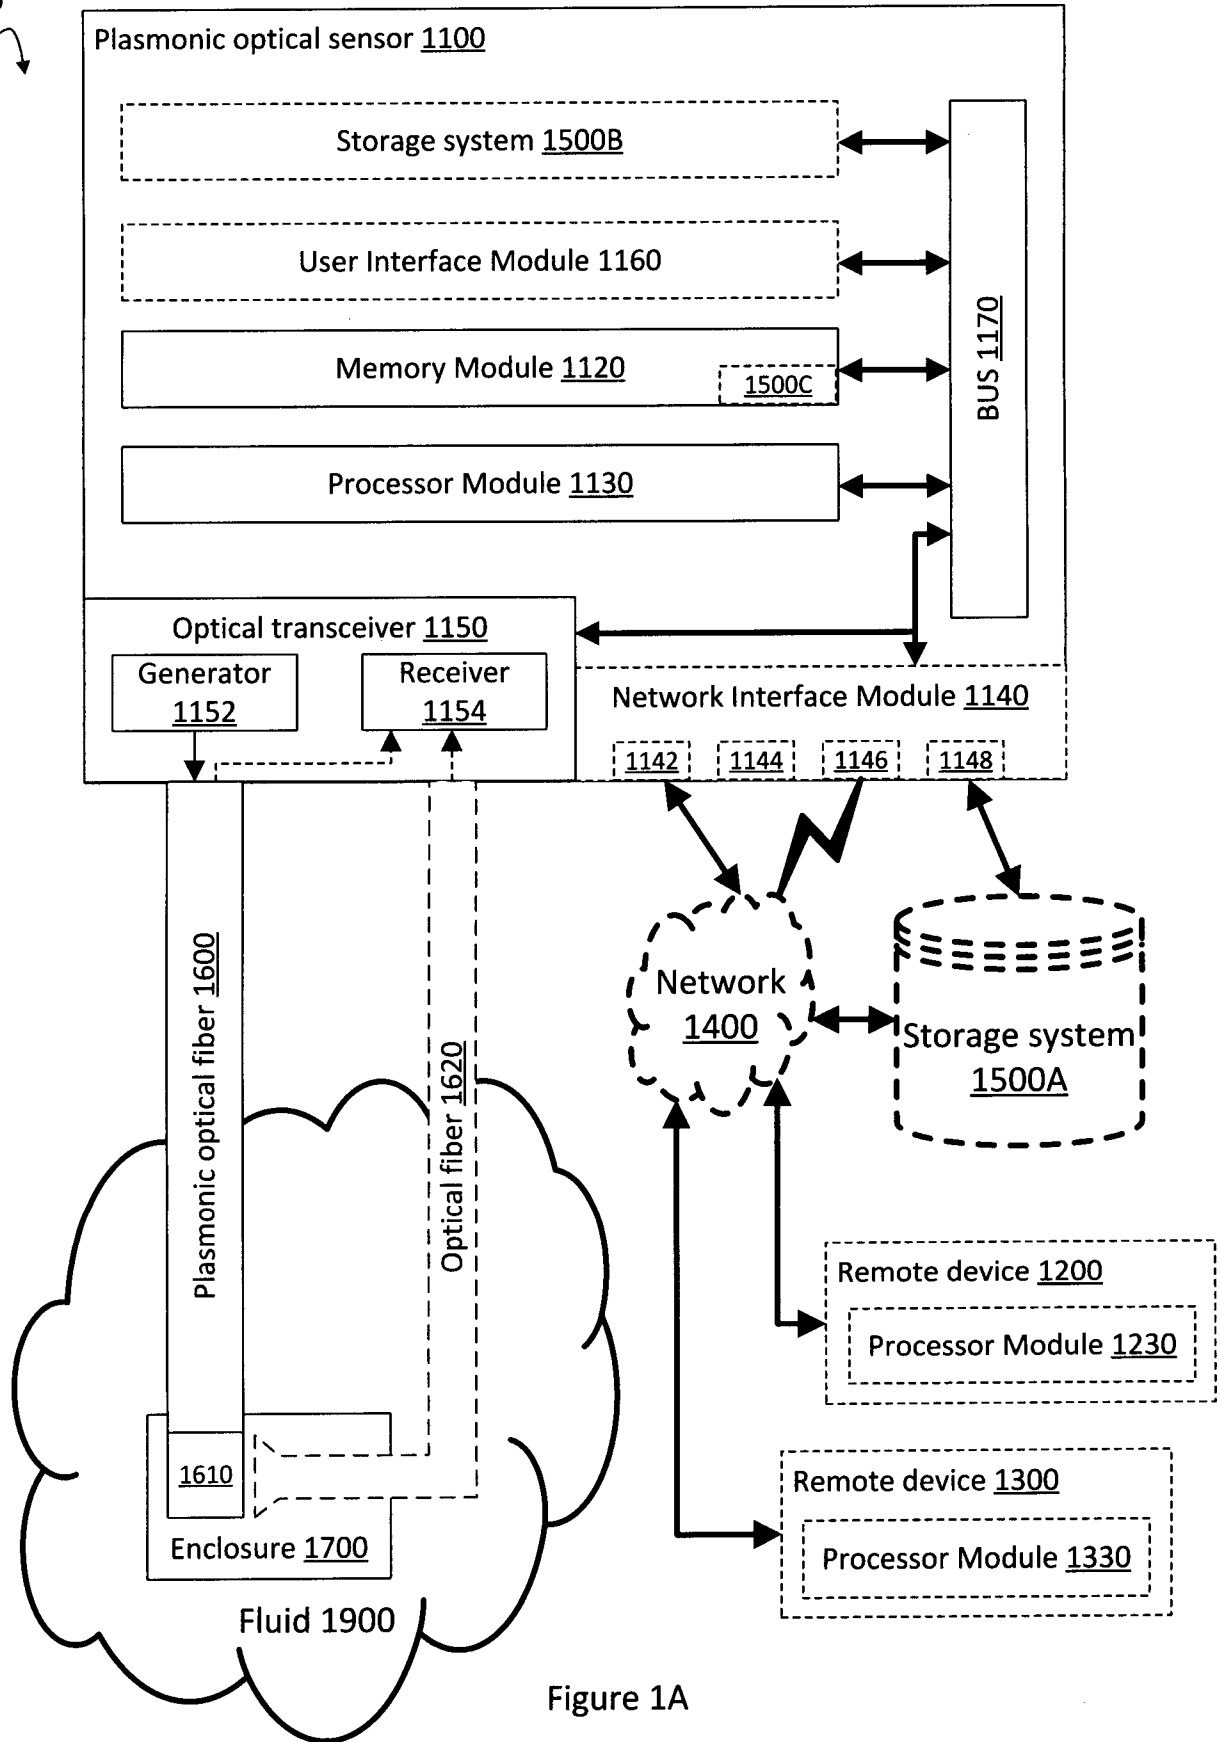 Plasmonic optical sensor 1100
Storage system 1500B
User Interface Module 1160
Memory Module 1120
1500C
Processor Module 1130
BUS 1170
Optical transceiver 1150
Generator
1152
Receiver
1154
Network Interface Module 1140
1142
1144
1146
1148
Plasmonic optical fiber 1600
Optical fiber 1620
Network
1400
Storage system
1500A
Remote device 1200
Processor Module 1230
1610
Enclosure 1700
Remote device 1300
Processor Module 1330
Fluid 1900
Figure 1A